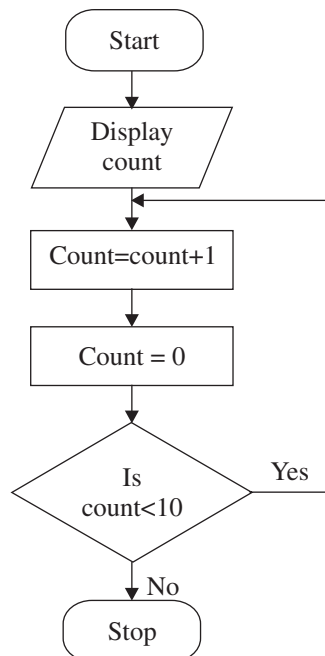 Start
Display
count
Count=count+1
Count = 0
Is
count<10
Yes
No
Stop